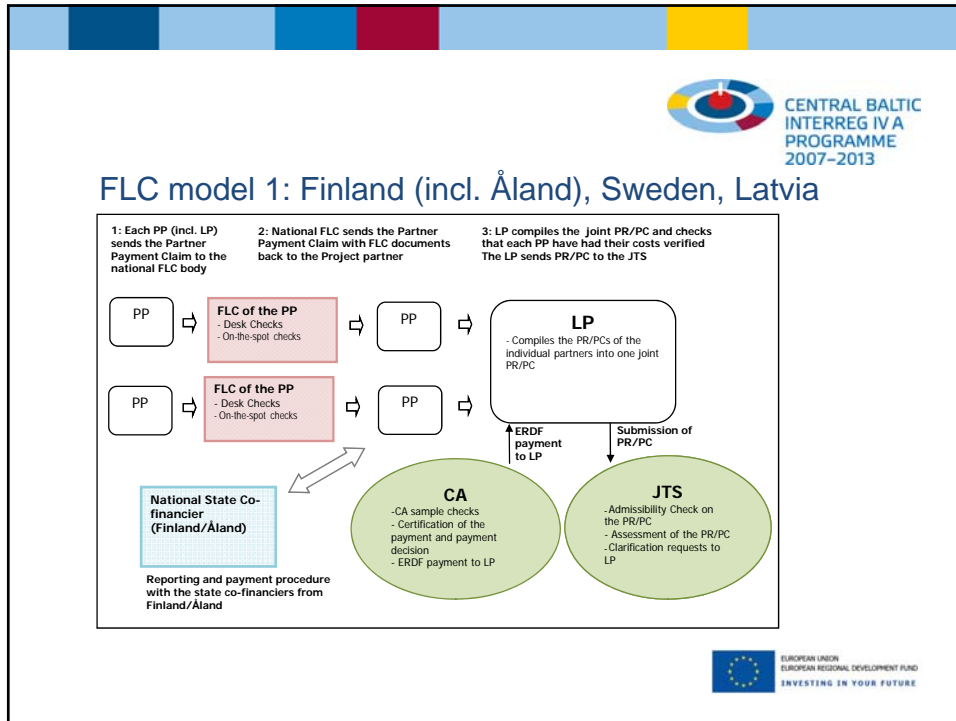 CENTRAL BALTIC
INTERREG IV A
PROGRAMME
2007–2013
FLC model 1: Finland (incl. Åland), Sweden, Latvia
1: Each PP (incl. LP)
sends the Partner
Payment Claim to the
national FLC body
2: National FLC sends the Partner
Payment Claim with FLC documents
back to the Project partner
3: LP compiles the joint PR/PC and checks
that each PP have had their costs verified
The LP sends PR/PC to the JTS
PP
FLC of the PP
- Desk Checks
- On-the-spot checks
PP
LP
- Compiles the PR/PCs of the
individual partners into one joint
PR/PC
PP
FLC of the PP
- Desk Checks
- On-the-spot checks
PP
ERDF
payment
to LP
Submission of
PR/PC
National State Co-
financier
(Finland/Åland)
CA
-CA sample checks
- Certification of the
payment and payment
decision
- ERDF payment to LP
JTS
-Admissibility Check on
the PR/PC
- Assessment of the PR/PC
-Clarification requests to
LP
Reporting and payment procedure
with the state co-financiers from
Finland/Åland
EUROPEAN UNION
EUROPEAN REGIONAL DEVELOPMENT FUND
INVESTING IN YOUR FUTURE